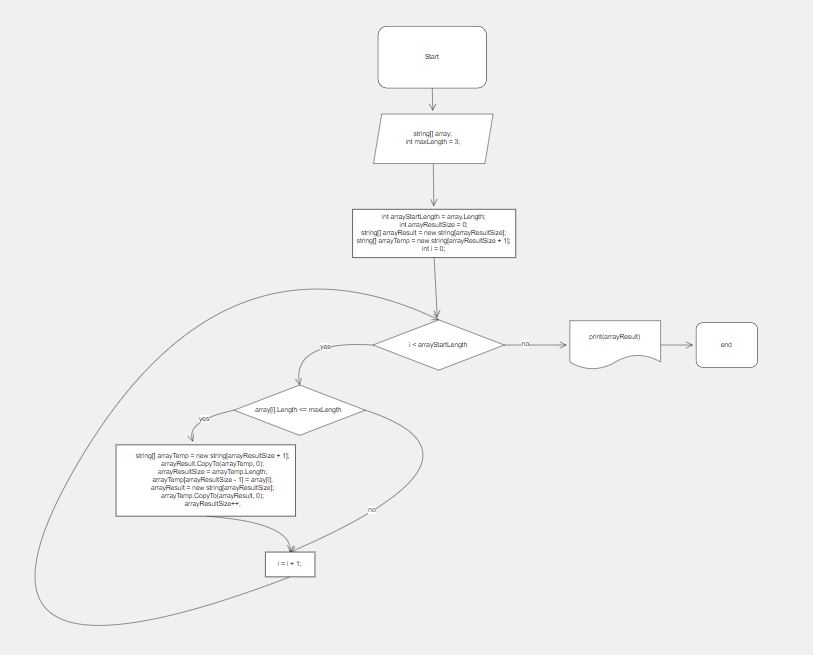 Start
string[] array;
int maxLength = 3;
int arrayStartLength = array.Length;
int arrayResultSize = 0;
string[] arrayResult = new string[arrayResultSize];
string[] arrayTemp = new string[arrayResultSize + 1];
int i = 0;
i < arrayStartLength
no
print(arrayResult)
end
yes
array[i].Length <= maxLength
yes
string[] arrayTemp = new string[arrayResultSize + 1];
arrayResult.CopyTo(arrayTemp, 0);
arrayResultSize = arrayTemp.Length;
arrayTemp[arrayResultSize - 1] = array[i];
arrayResult = new string[arrayResultSize];
arrayTemp.CopyTo(arrayResult, 0);
arrayResultSize++;
no
i = i + 1;